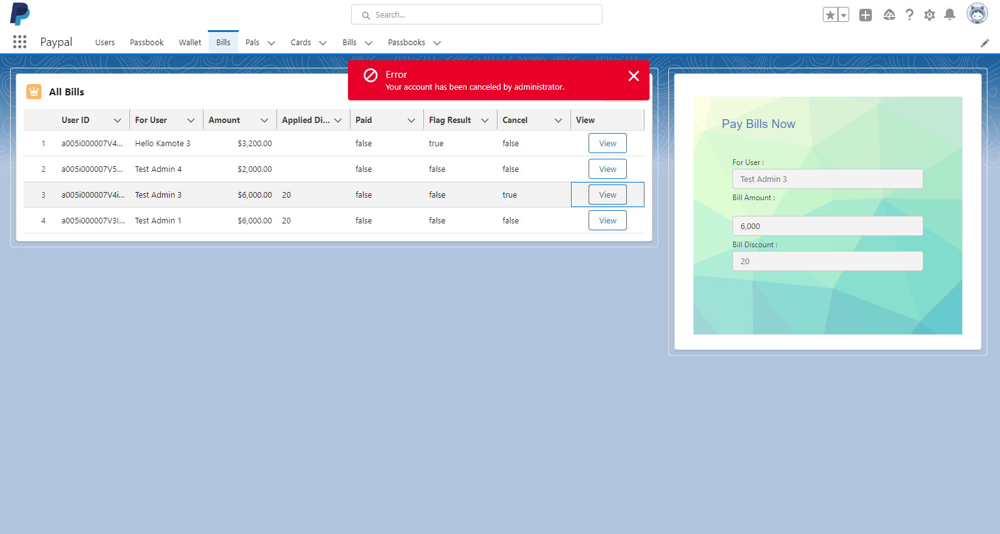 Search...
Paypal Users Passbook Wallet Bills Pals Cards Bills Passbooks
Error
Your account has been canceled by administrator.
All Bills
User ID For User Amount Applied Di... Paid Flag Result Cancel View
1 a005i000007V4... Hello Kamote 3 $3,200.00 false true false View
2 a005i000007V5... Test Admin 4 $2,000.00 false false false View
3 a005i000007V4i... Test Admin 3 $6,000.00 20 false false true View
4 a005i000007V3I... Test Admin 1 $6,000.00 20 false false false View
Pay Bills Now
For User :
Test Admin 3
Bill Amount :
6,000
Bill Discount :
20